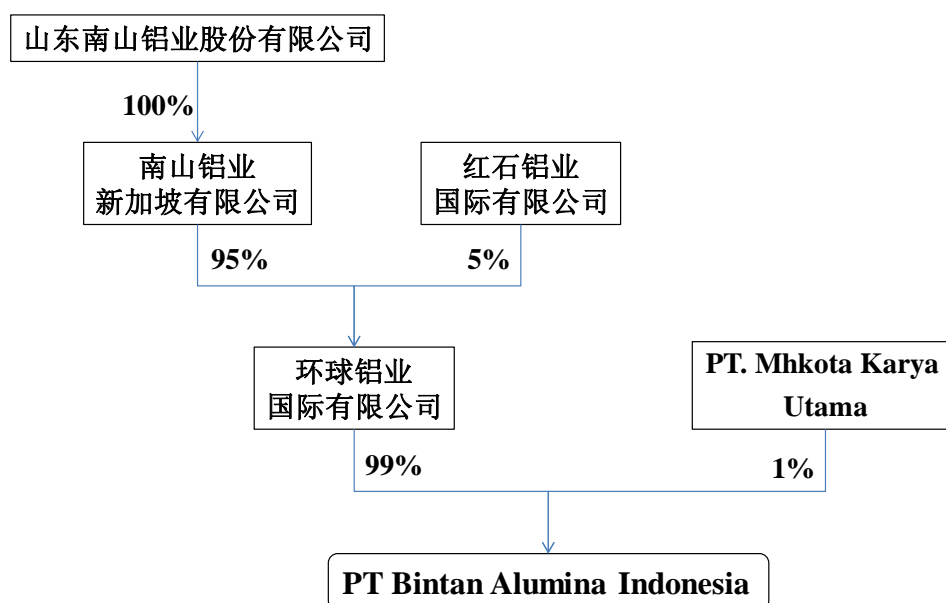 山东南山铝业股份有限公司
100%
南山铝业
新加坡有限公司
红石铝业
国际有限公司
95%
5%
环球铝业
国际有限公司
PT. Mhkota Karya
Utama
99%
1%
PT Bintan Alumina Indonesia